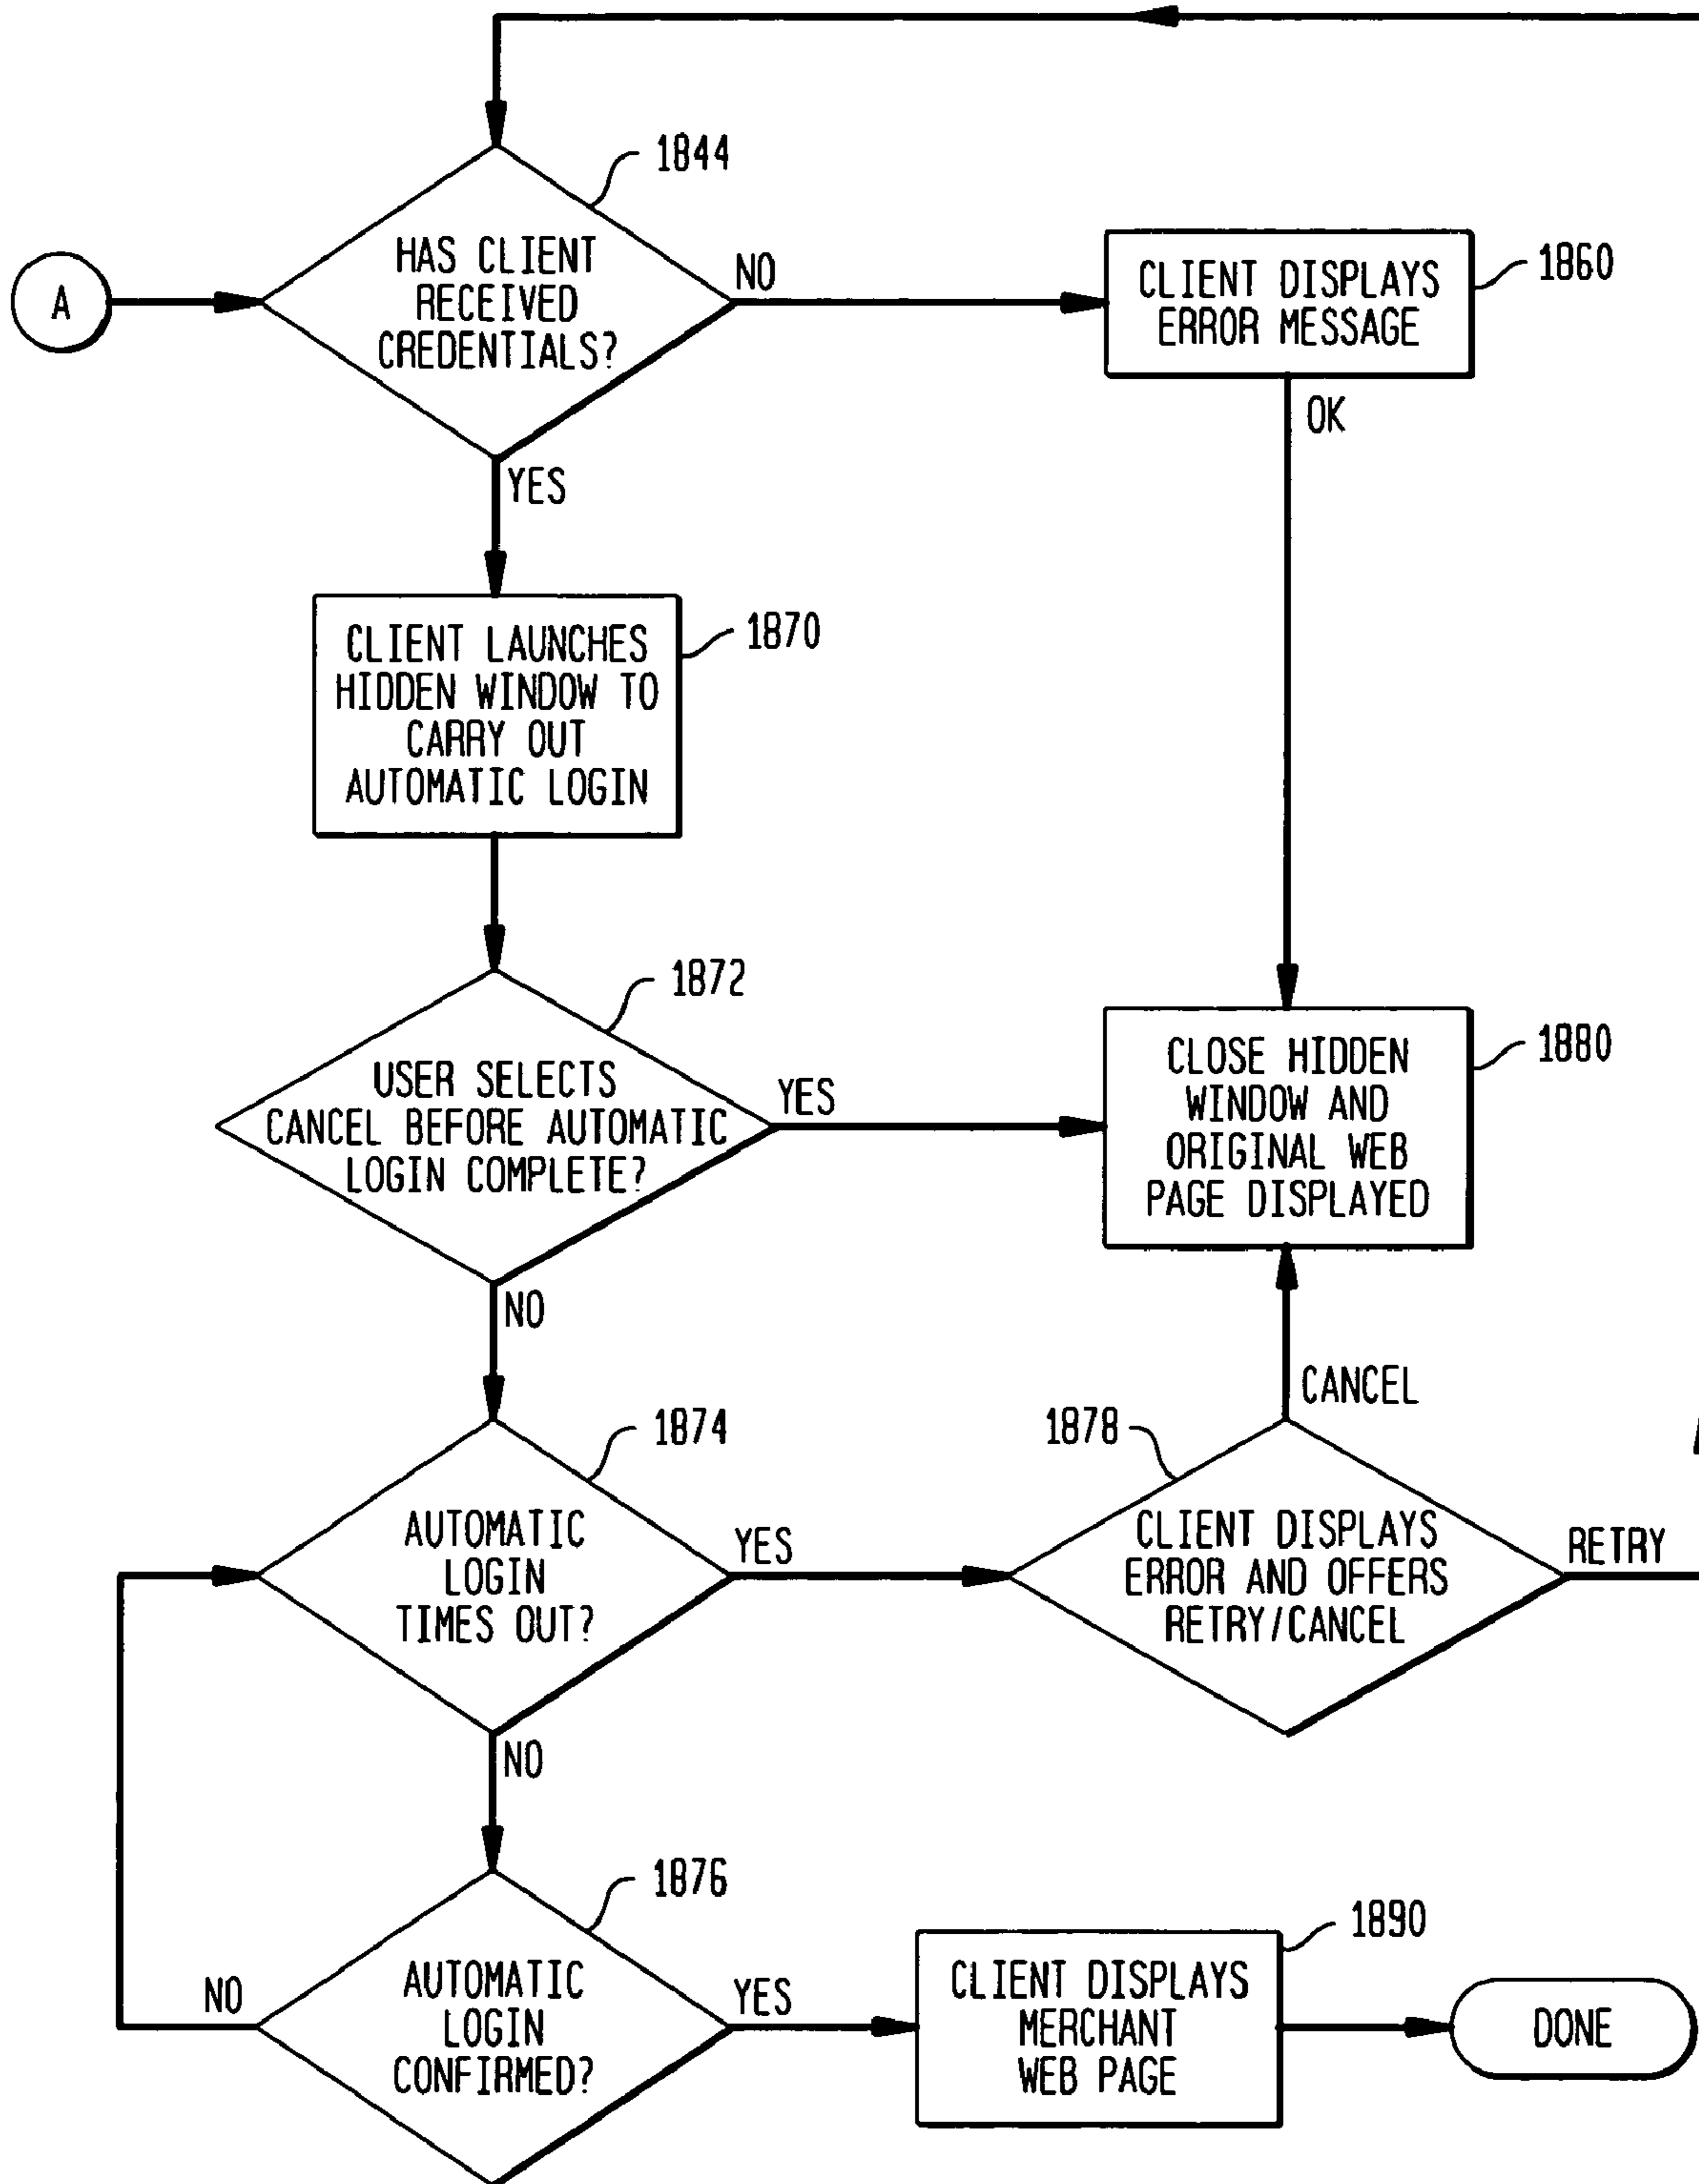 1844
A
HAS CLIENT
RECEIVED
CREDENTIALS?
NO
CLIENT DISPLAYS
ERROR MESSAGE
1860
OK
YES
CLIENT LAUNCHES
HIDDEN WINDOW TO
CARRY OUT
AUTOMATIC LOGIN
1870
1872
USER SELECTS
CANCEL BEFORE AUTOMATIC
LOGIN COMPLETE?
YES
CLOSE HIDDEN
WINDOW AND
ORIGINAL WEB
PAGE DISPLAYED
1880
NO
CANCEL
1874
AUTOMATIC
LOGIN
TIMES OUT?
YES
1878
CLIENT DISPLAYS
ERROR AND OFFERS
RETRY/CANCEL
RETRY
NO
1876
AUTOMATIC
LOGIN
CONFIRMED?
NO
YES
1890
CLIENT DISPLAYS
MERCHANT
WEB PAGE
DONE